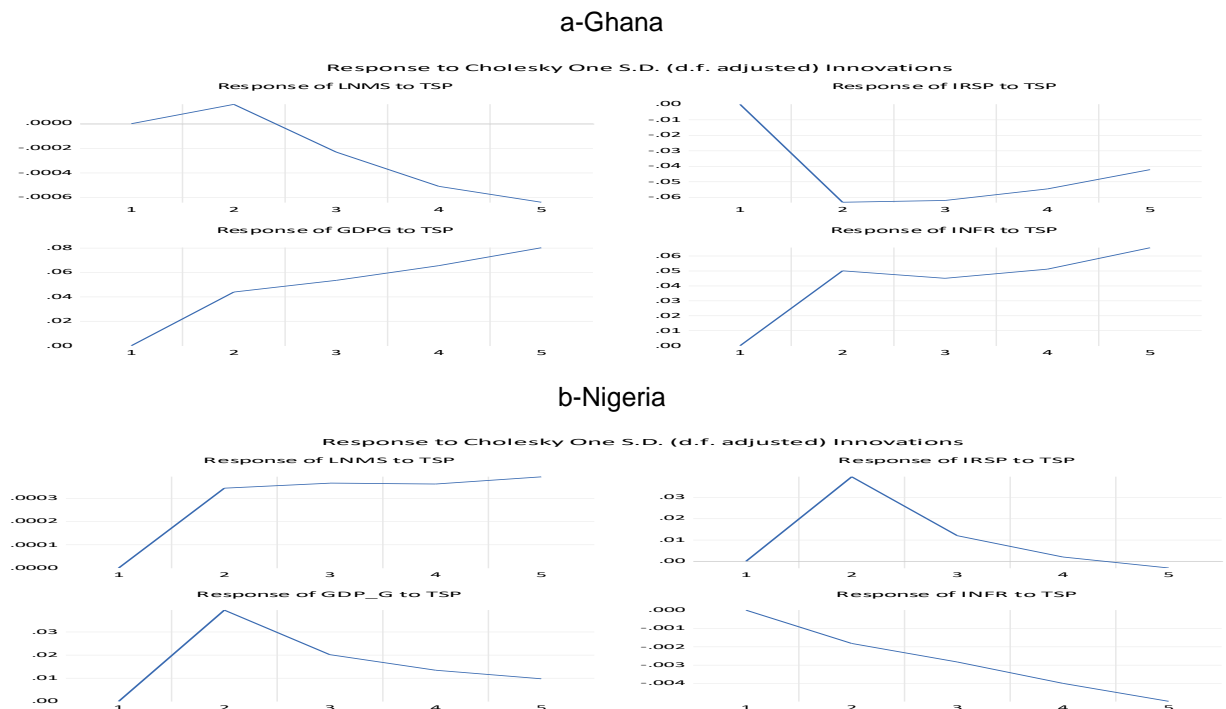 a-Ghana
Response to Cholesky One S.D. (d.f. adjusted) Innovations
Response of LNMS to TSP
.0000
-.0002
-.0004
-.0006
1 2 3 4 5
Response of IRSP to TSP
.00
-.01
-.02
-.03
-.04
-.05
-.06
1 2 3 4 5
Response of GDPG to TSP
.08
.06
.04
.02
.00
1 2 3 4 5
Response of INFR to TSP
.06
.05
.04
.03
.02
.01
.00
1 2 3 4 5
b-Nigeria
Response to Cholesky One S.D. (d.f. adjusted) Innovations
Response of LNMS to TSP
.0003
.0002
.0001
.0000
1 2 3 4 5
Response of IRSP to TSP
.03
.02
.01
.00
1 2 3 4 5
Response of GDP_G to TSP
.03
.02
.01
.00
1 2 3 4 5
Response of INFR to TSP
.000
-.001
-.002
-.003
-.004
1 2 3 4 5